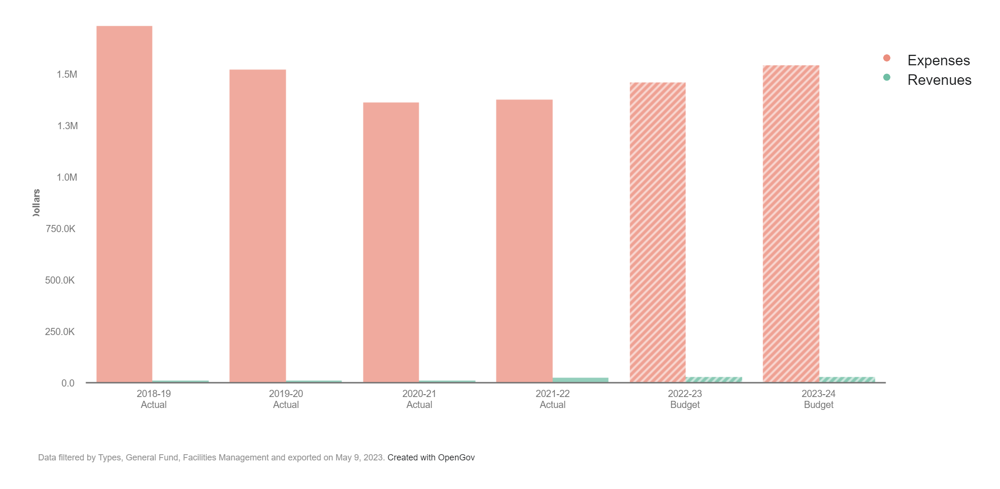 Expenses
Revenues
1.5M
1.3M
1.0M
750.0K
500.0K
250.0K
0.0
2018-19
Actual
2019-20
Actual
2020-21
Actual
2021-22
Actual
2022-23
Budget
2023-24
Budget
Data filtered by Types, General Fund, Facilities Management and exported on May 9, 2023. Created with OpenGov